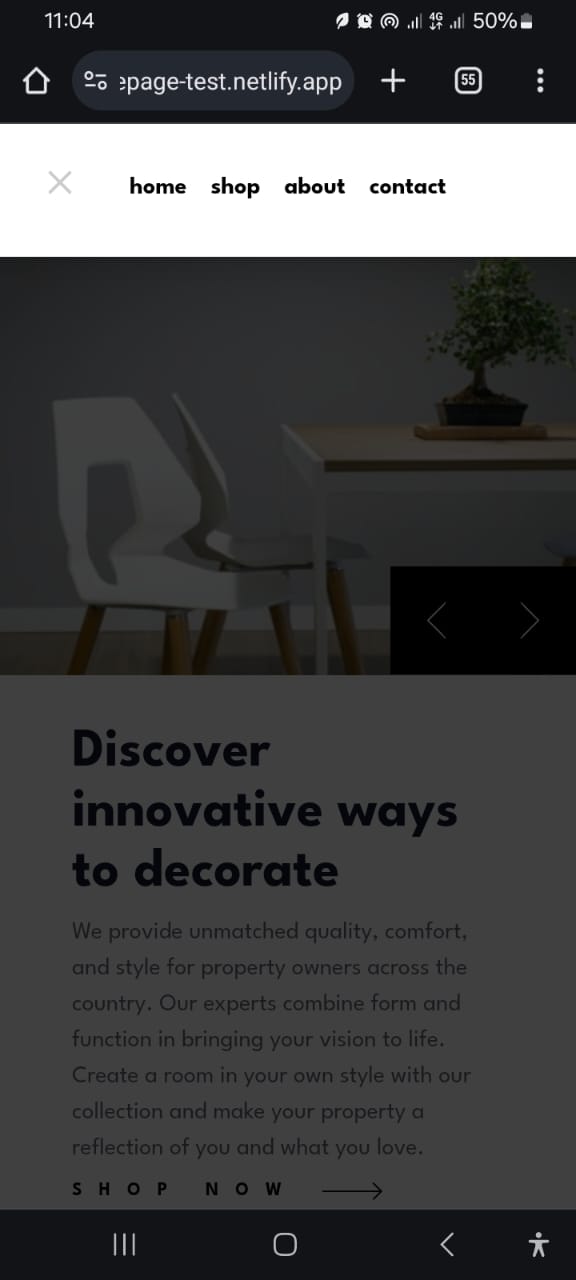 11:04
4G
50%
epage-test.netlify.app
55
home shop about contact
Discover
innovative ways
to decorate
We provide unmatched quality, comfort,
and style for property owners across the
country. Our experts combine form and
function in bringing your vision to life.
Create a room in your own style with our
collection and make your property a
reflection of you and what you love.
SHOP NOW